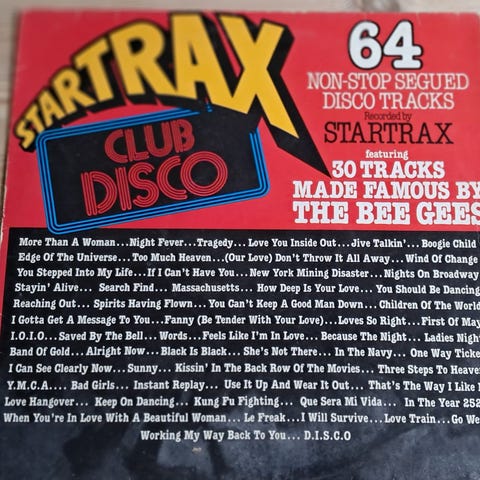 STARTRAX
CLUB
DISCO
64
NON-STOP SEGUED
DISCO TRACKS
Recorded by
STARTRAX
featuring
30 TRACKS
MADE FAMOUS BY
THE BEE GEES
More Than A Woman...Night Fever...Tragedy...Love You Inside Out...Jive Talkin'...Boogie Child
Edge Of The Universe...Too Much Heaven...(Our Love) Don't Throw It All Away...Wind Of Change
You Stepped Into My Life...If I Can't Have You...New York Mining Disaster...Nights On Broadway
Stayin' Alive... Search Find... Massachusetts... How Deep Is Your Love... You Should Be Dancing
Reaching Out... Spirits Having Flown... You Can't Keep A Good Man Down... Children Of The World
I Gotta Get A Message To You... Fanny (Be Tender With Your Love)...Loves So Right... First Of May
I.O.I.O...Saved By The Bell... Words...Feels Like I'm In Love... Because The Night... Ladies Night
Band Of Gold... Alright Now... Black Is Black... She's Not There... In The Navy... One Way Ticke
I Can See Clearly Now... Sunny... Kissin' In The Back Row Of The Movies... Three Steps To Heaven
Y.M.C.A.... Bad Girls... Instant Replay... Use It Up And Wear It Out... That's The Way I Like I
Love Hangover... Keep On Dancing... Kung Fu Fighting... Que Sera Mi Vida... In The Year 252
When You're In Love With A Beautiful Woman... Le Freak... I Will Survive... Love Train... Go We
Working My Way Back To You... D.I.S.C.O